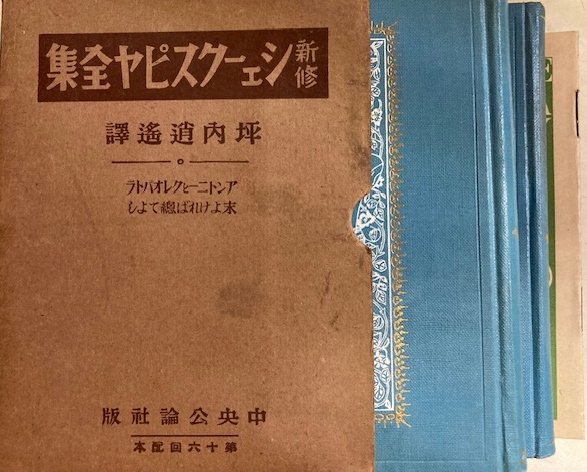 新修シェークスピヤ全集
坪内逍遙譯
アントニーとクレオパトラ
末よければ總てよし
中央公論社版
第十六回配本